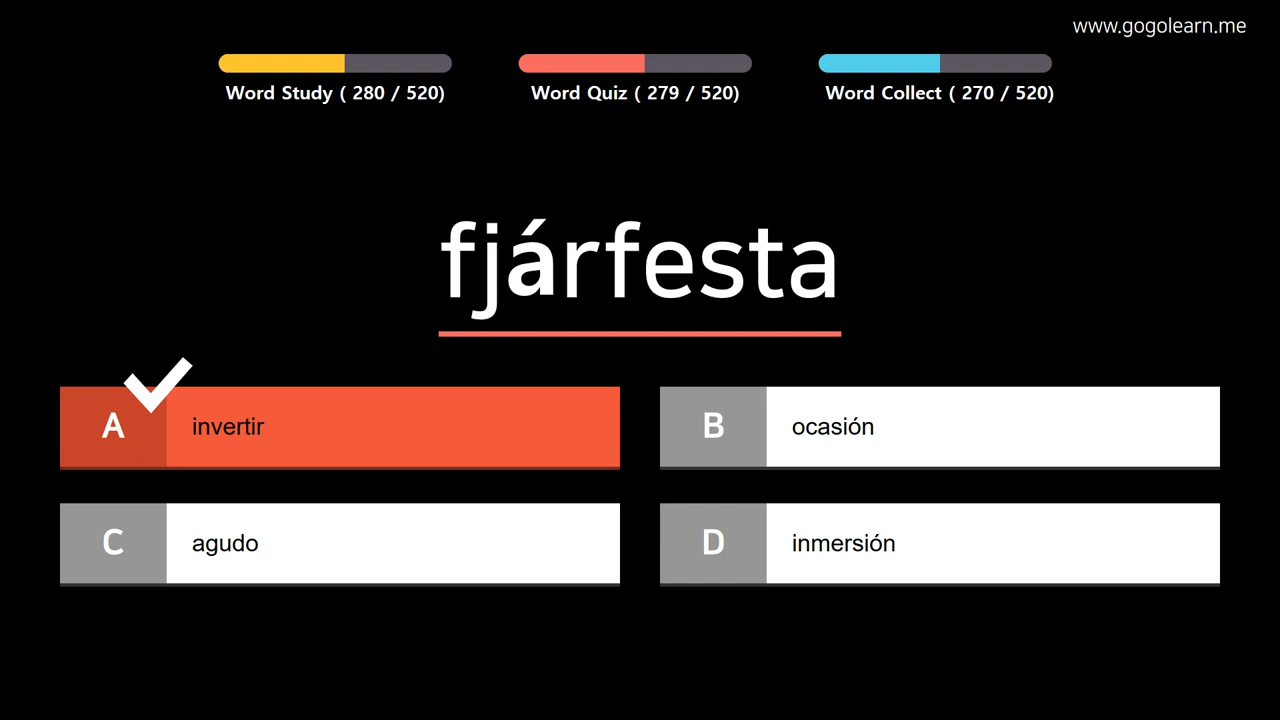 www.gogolearn.me
Word Study ( 280 / 520)
Word Quiz ( 279 / 520)
Word Collect ( 270 / 520)
fjárfesta
A invertir
B ocasión
C agudo
D inmersión